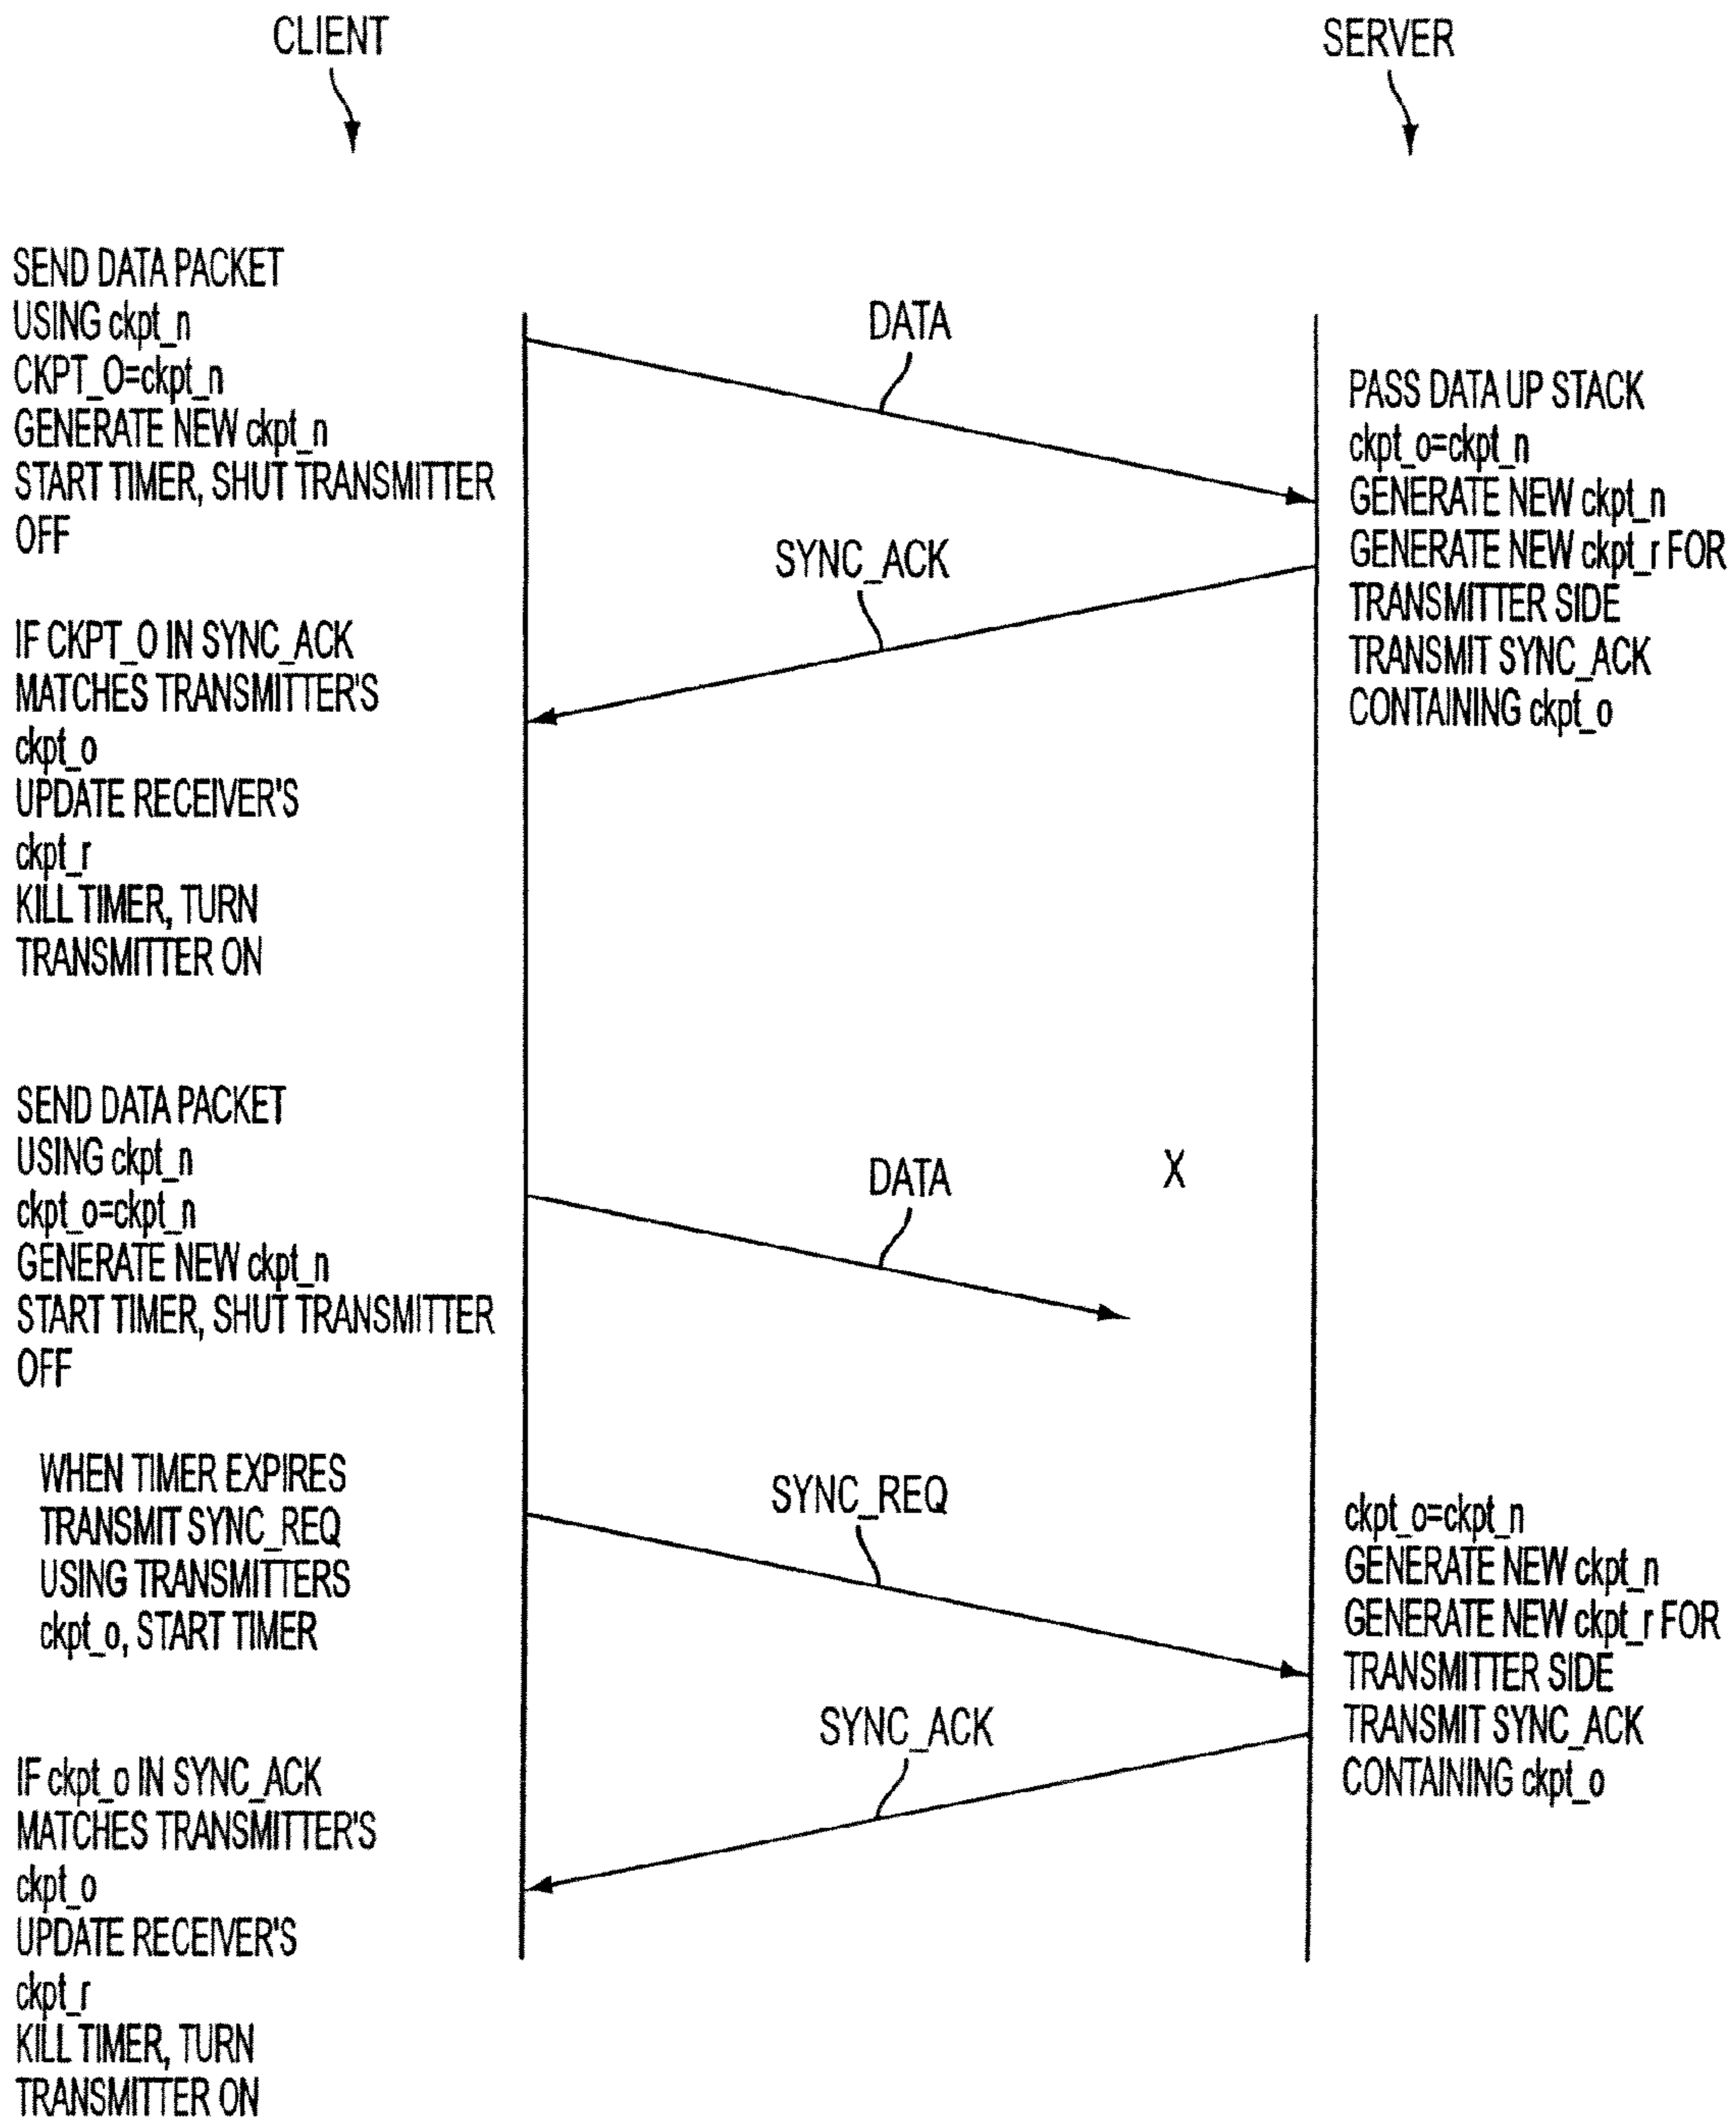 CLIENT
SERVER
SEND DATA PACKET
USING ckpt_n
CKPT_O=ckpt_n
GENERATE NEW ckpt_n
START TIMER, SHUT TRANSMITTER
OFF
DATA
PASS DATA UP STACK
ckpt_o=ckpt_n
GENERATE NEW ckpt_n
GENERATE NEW ckpt_r FOR
TRANSMITTER SIDE
TRANSMIT SYNC_ACK
CONTAINING ckpt_o
SYNC_ACK
IF CKPT_O IN SYNC_ACK
MATCHES TRANSMITTER'S
ckpt_o
UPDATE RECEIVER'S
ckpt_r
KILL TIMER, TURN
TRANSMITTER ON
SEND DATA PACKET
USING ckpt_n
ckpt_o=ckpt_n
GENERATE NEW ckpt_n
START TIMER, SHUT TRANSMITTER
OFF
DATA
X
WHEN TIMER EXPIRES
TRANSMIT SYNC_REQ
USING TRANSMITTERS
ckpt_o, START TIMER
SYNC_REQ
ckpt_o=ckpt_n
GENERATE NEW ckpt_n
GENERATE NEW ckpt_r FOR
TRANSMITTER SIDE
TRANSMIT SYNC_ACK
CONTAINING ckpt_o
SYNC_ACK
IF ckpt_o IN SYNC_ACK
MATCHES TRANSMITTER'S
ckpt_o
UPDATE RECEIVER'S
ckpt_r
KILL TIMER, TURN
TRANSMITTER ON